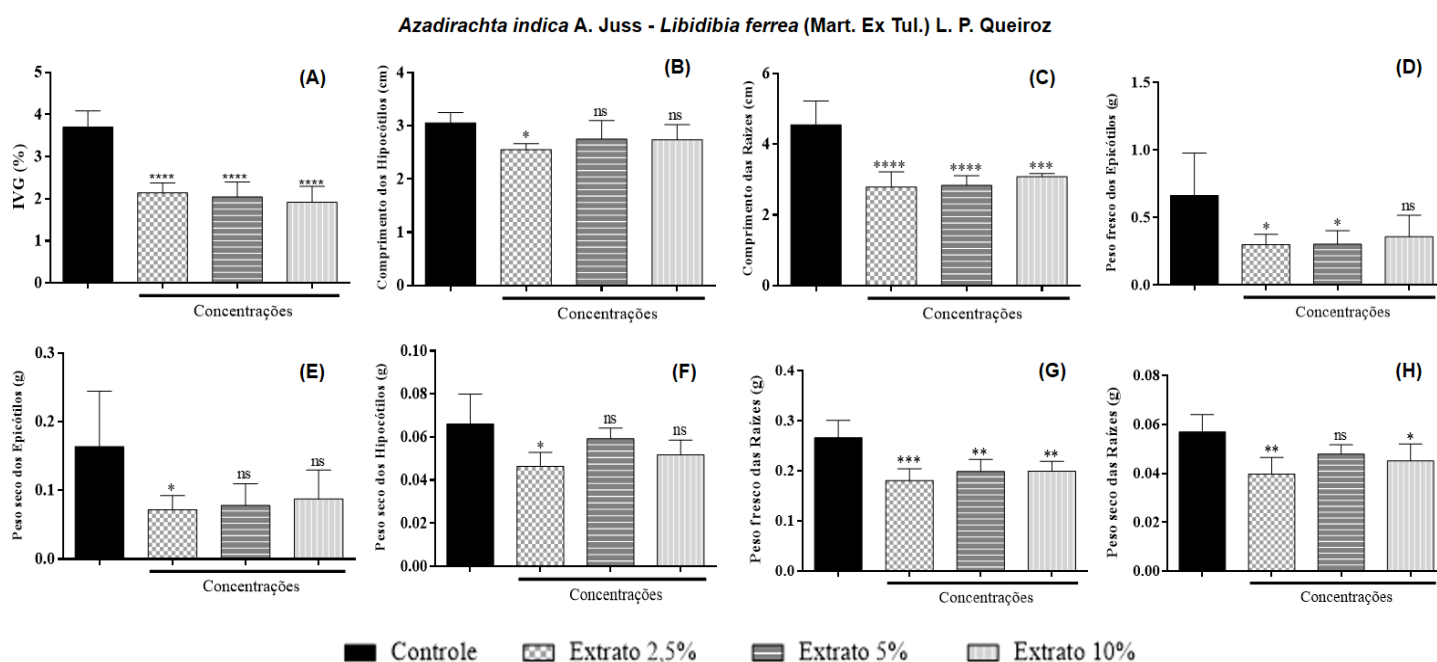 Azadirachta indica A. Juss - Libidibia ferrea (Mart. Ex Tul.) L. P. Queiroz
(A)
IVG (%)
5
4
3
2
1
0
****
****
****
Concentrações
(B)
Comprimento dos Hipocótilos (cm)
4
3
2
1
0
*
ns
ns
Concentrações
(C)
Comprimento das Raízes (cm)
6
4
2
0
****
****
***
Concentrações
(D)
Peso fresco dos Epicótilos (g)
1.5
1.0
0.5
0.0
*
*
ns
Concentrações
(E)
Peso seco dos Epicótilos (g)
0.3
0.2
0.1
0.0
*
ns
ns
Concentrações
(F)
Peso seco dos Hipocótilos (g)
0.10
0.08
0.06
0.04
0.02
0.00
*
ns
ns
Concentrações
(G)
Peso fresco das Raízes (g)
0.4
0.3
0.2
0.1
0.0
***
**
**
Concentrações
(H)
Peso seco das Raízes (g)
0.08
0.06
0.04
0.02
0.00
**
ns
*
Concentrações
Controle Extrato 2,5% Extrato 5% Extrato 10%